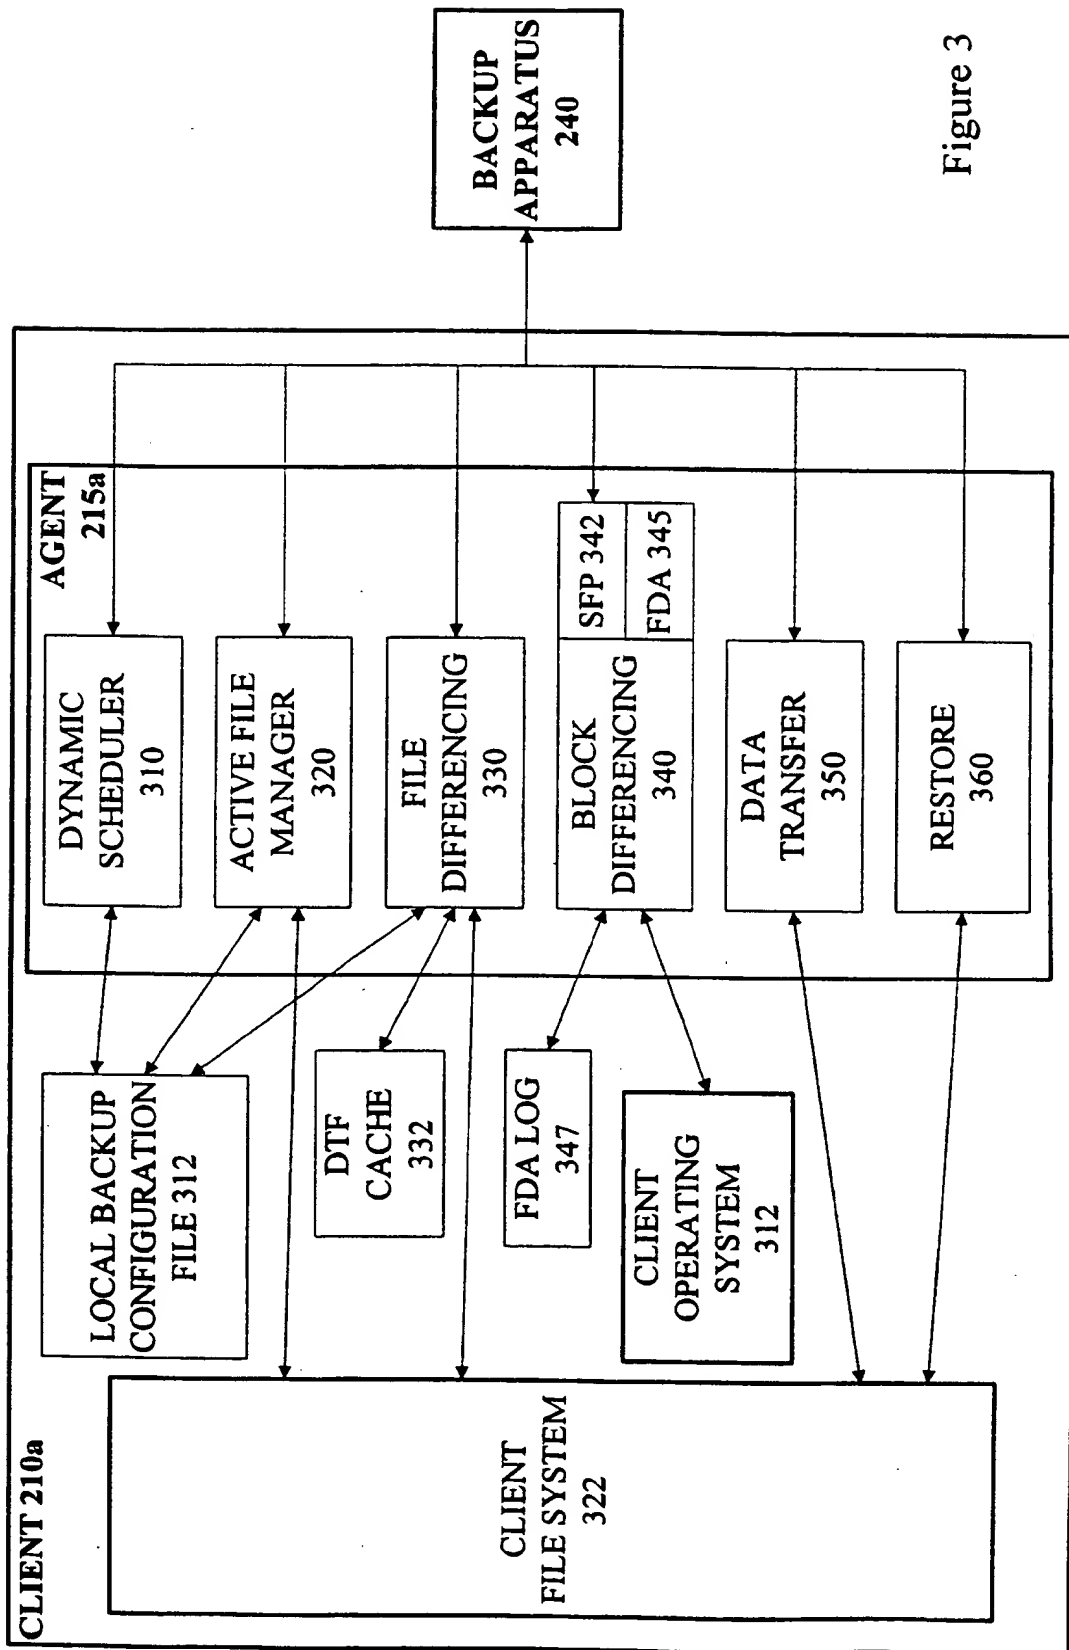 CLIENT 210a
CLIENT
FILE SYSTEM
322
LOCAL BACKUP
CONFIGURATION
FILE 312
DTF
CACHE
332
FDA LOG
347
CLIENT
OPERATING
SYSTEM
312
AGENT
215a
DYNAMIC
SCHEDULER
310
ACTIVE FILE
MANAGER
320
FILE
DIFFERENCING
330
BLOCK
DIFFERENCING
340
SFP 342
FDA 345
DATA
TRANSFER
350
RESTORE
360
BACKUP
APPARATUS
240
Figure 3